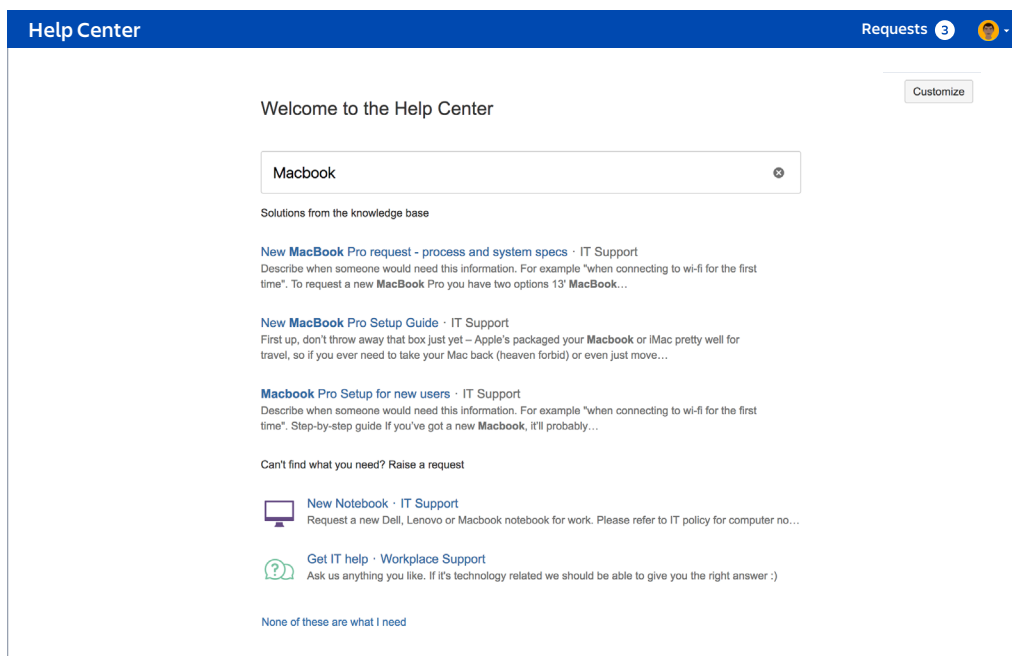 Help Center
Requests 3
Customize
Welcome to the Help Center
Macbook
Solutions from the knowledge base
New MacBook Pro request - process and system specs · IT Support
Describe when someone would need this information. For example "when connecting to wi-fi for the first
time". To request a new MacBook Pro you have two options 13' MacBook…
New MacBook Pro Setup Guide · IT Support
First up, don't throw away that box just yet – Apple's packaged your Macbook or iMac pretty well for
travel, so if you ever need to take your Mac back (heaven forbid) or even just move…
Macbook Pro Setup for new users · IT Support
Describe when someone would need this information. For example "when connecting to wi-fi for the first
time". Step-by-step guide If you've got a new Macbook, it'll probably…
Can't find what you need? Raise a request
New Notebook · IT Support
Request a new Dell, Lenovo or Macbook notebook for work. Please refer to IT policy for computer no…
Get IT help · Workplace Support
Ask us anything you like. If it's technology related we should be able to give you the right answer :)
None of these are what I need